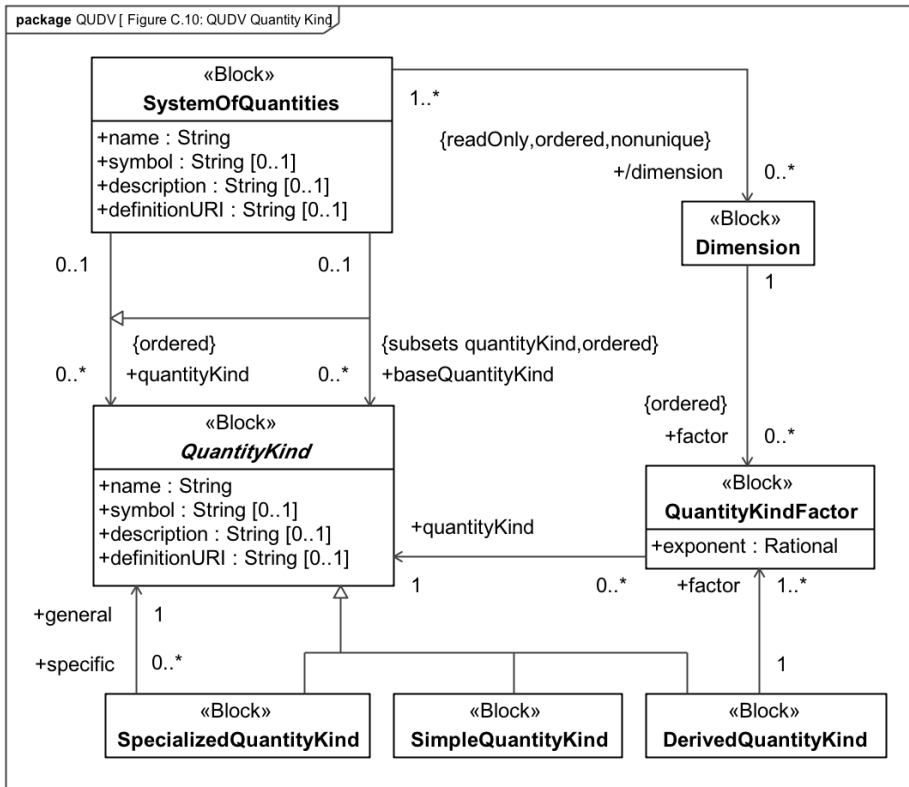 package QUDV [ Figure C.10: QUDV Quantity Kind]
«Block»
SystemOfQuantities
+name : String
+symbol : String [0..1]
+description : String [0..1]
+definitionURI : String [0..1]
1..*
{readOnly,ordered,nonunique}
+/dimension
0..*
«Block»
Dimension
0..1
0..1
1
{ordered}
{subsets quantityKind,ordered}
0..*
+quantityKind
0..*
+baseQuantityKind
{ordered}
+factor
0..*
«Block»
QuantityKind
+name : String
+symbol : String [0..1]
+description : String [0..1]
+definitionURI : String [0..1]
«Block»
QuantityKindFactor
+exponent : Rational
+quantityKind
1
0..*
+factor
1..*
+general
1
+specific
0..*
1
«Block»
SpecializedQuantityKind
«Block»
SimpleQuantityKind
«Block»
DerivedQuantityKind